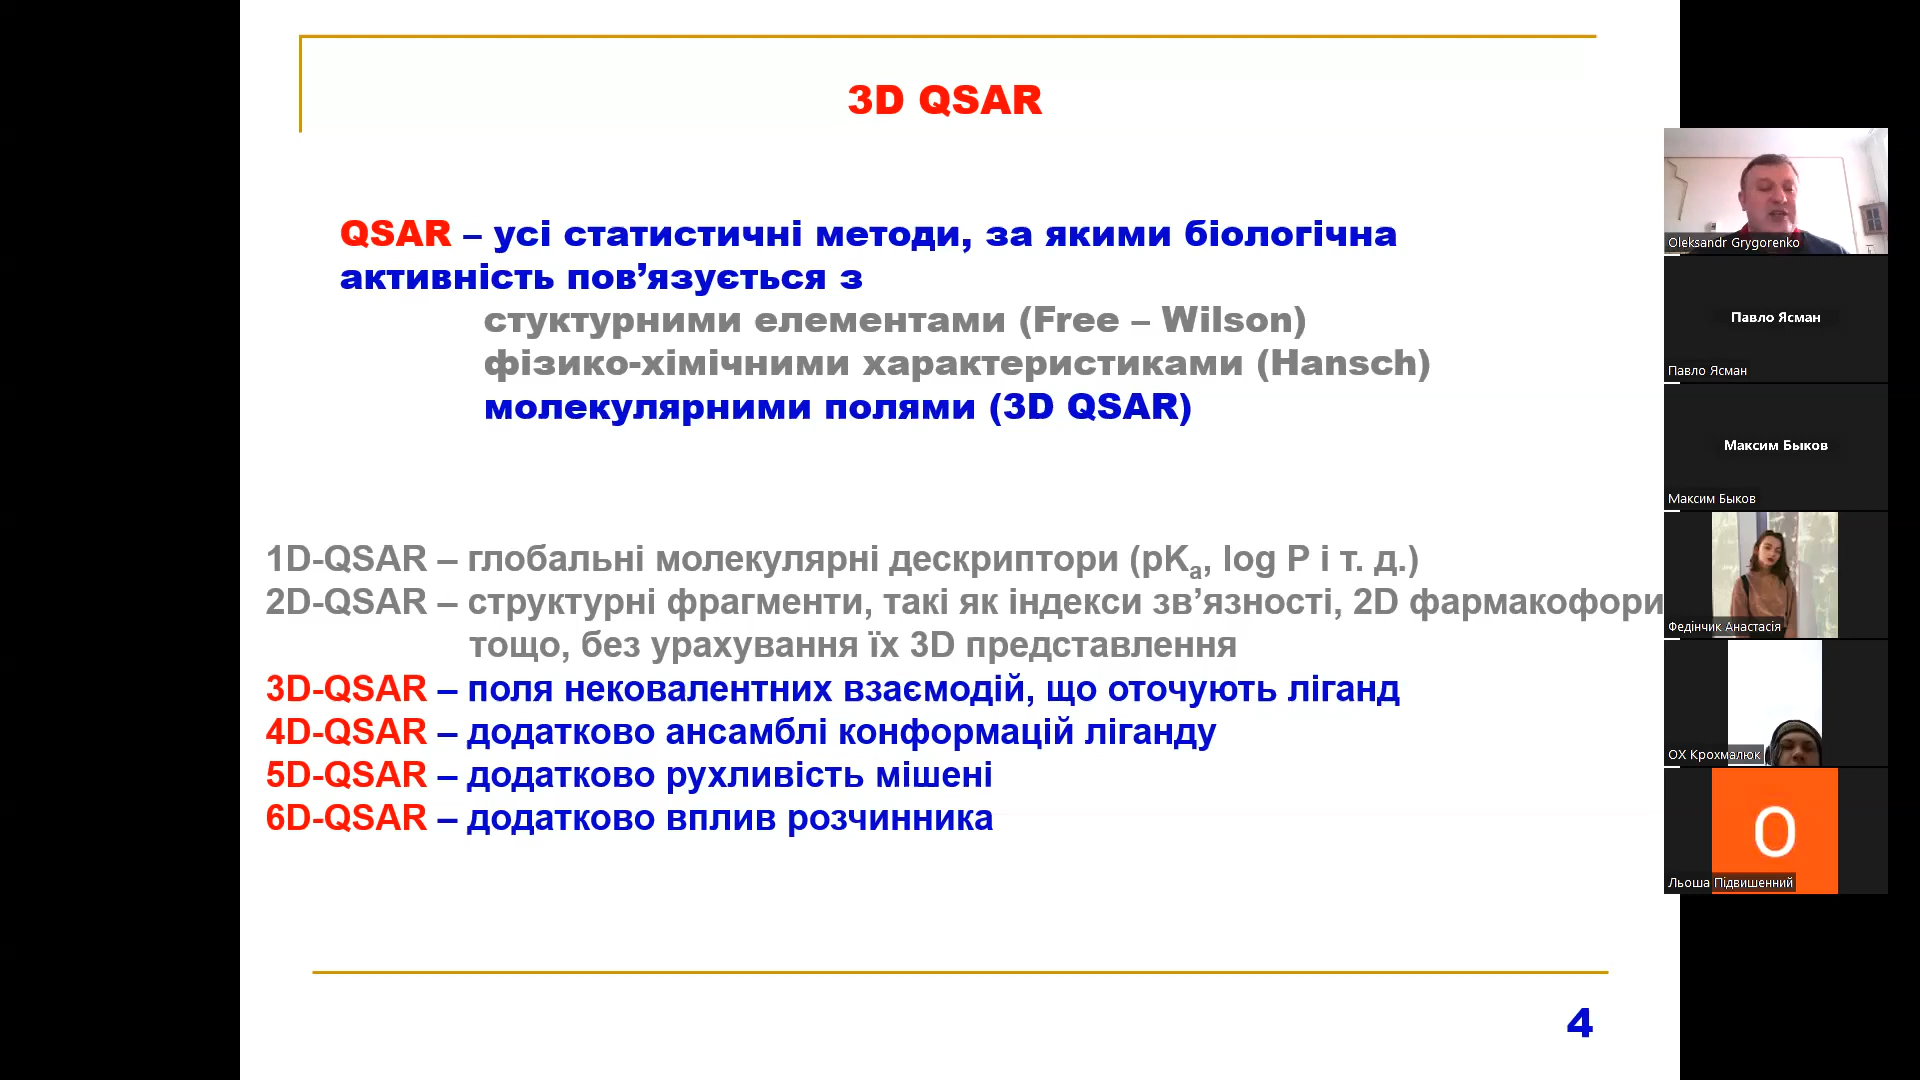 3D QSAR
QSAR – усі статистичні методи, за якими біологічна
активність пов’язується з
стуктурними елементами (Free – Wilson)
фізико-хімічними характеристиками (Hansch)
молекулярними полями (3D QSAR)
1D-QSAR – глобальні молекулярні дескриптори (pKa, log P і т. д.)
2D-QSAR – структурні фрагменти, такі як індекси зв’язності, 2D фармакофори
тощо, без урахування їх 3D представлення
3D-QSAR – поля нековалентних взаємодій, що оточують ліганд
4D-QSAR – додатково ансамблі конформацій ліганду
5D-QSAR – додатково рухливість мішені
6D-QSAR – додатково вплив розчинника
4
Oleksandr Grygorenko
Павло Ясман
Павло Ясман
Максим Быков
Максим Быков
Федінчик Анастасія
ОХ Крохмалюк
О
Льоша Підвишенний